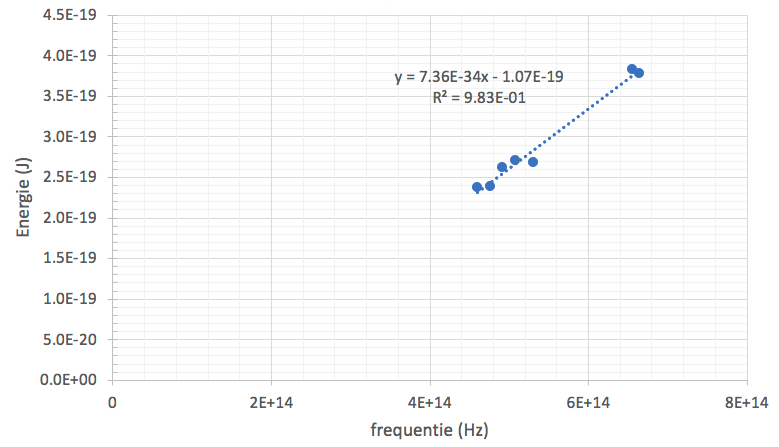 4.5E-19
4.0E-19
y = 7.36E-34x - 1.07E-19
R² = 9.83E-01
3.5E-19
3.0E-19
2.5E-19
2.0E-19
1.5E-19
1.0E-19
5.0E-20
0.0E+00
Energie (J)
0 2E+14 4E+14 6E+14 8E+14
frequentie (Hz)